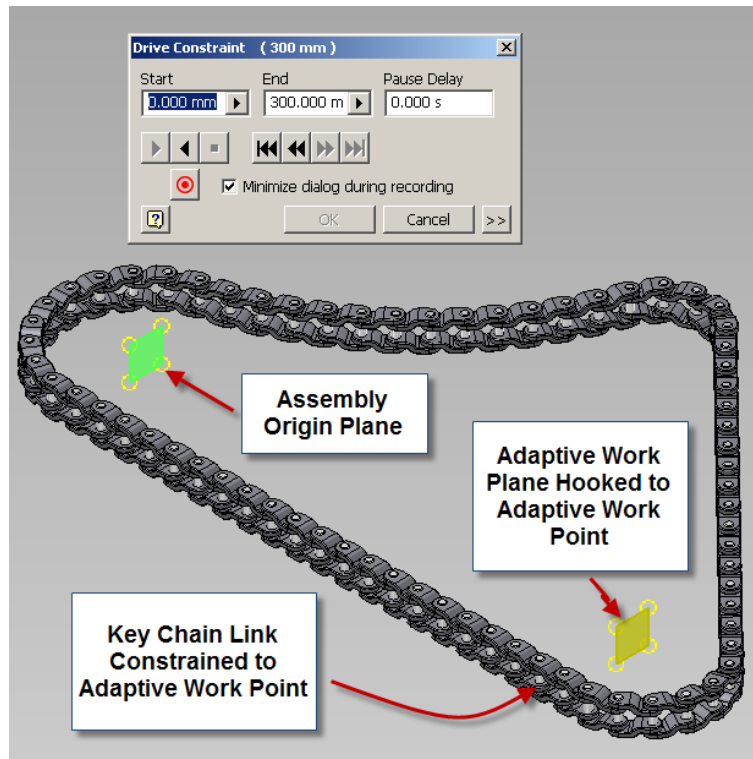 Drive Constraint ( 300 mm )
Start End Pause Delay
0.000 mm 300.000 m 0.000 s
Minimize dialog during recording
OK Cancel >>
Assembly
Origin Plane
Adaptive Work
Plane Hooked to
Adaptive Work
Point
Key Chain Link
Constrained to
Adaptive Work Point